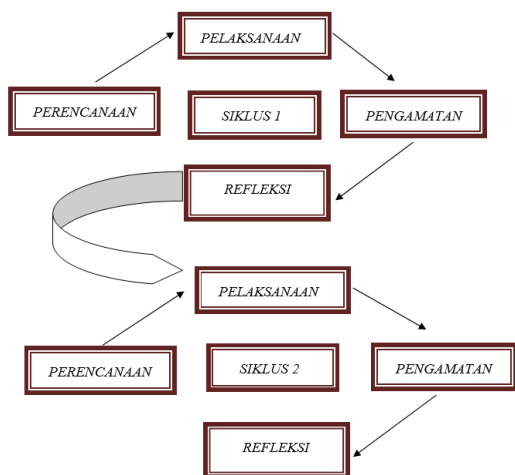 PELAKSANAAN
PERENCANAAN
SIKLUS 1
PENGAMATAN
REFLEKSI
PELAKSANAAN
PERENCANAAN
SIKLUS 2
PENGAMATAN
REFLEKSI